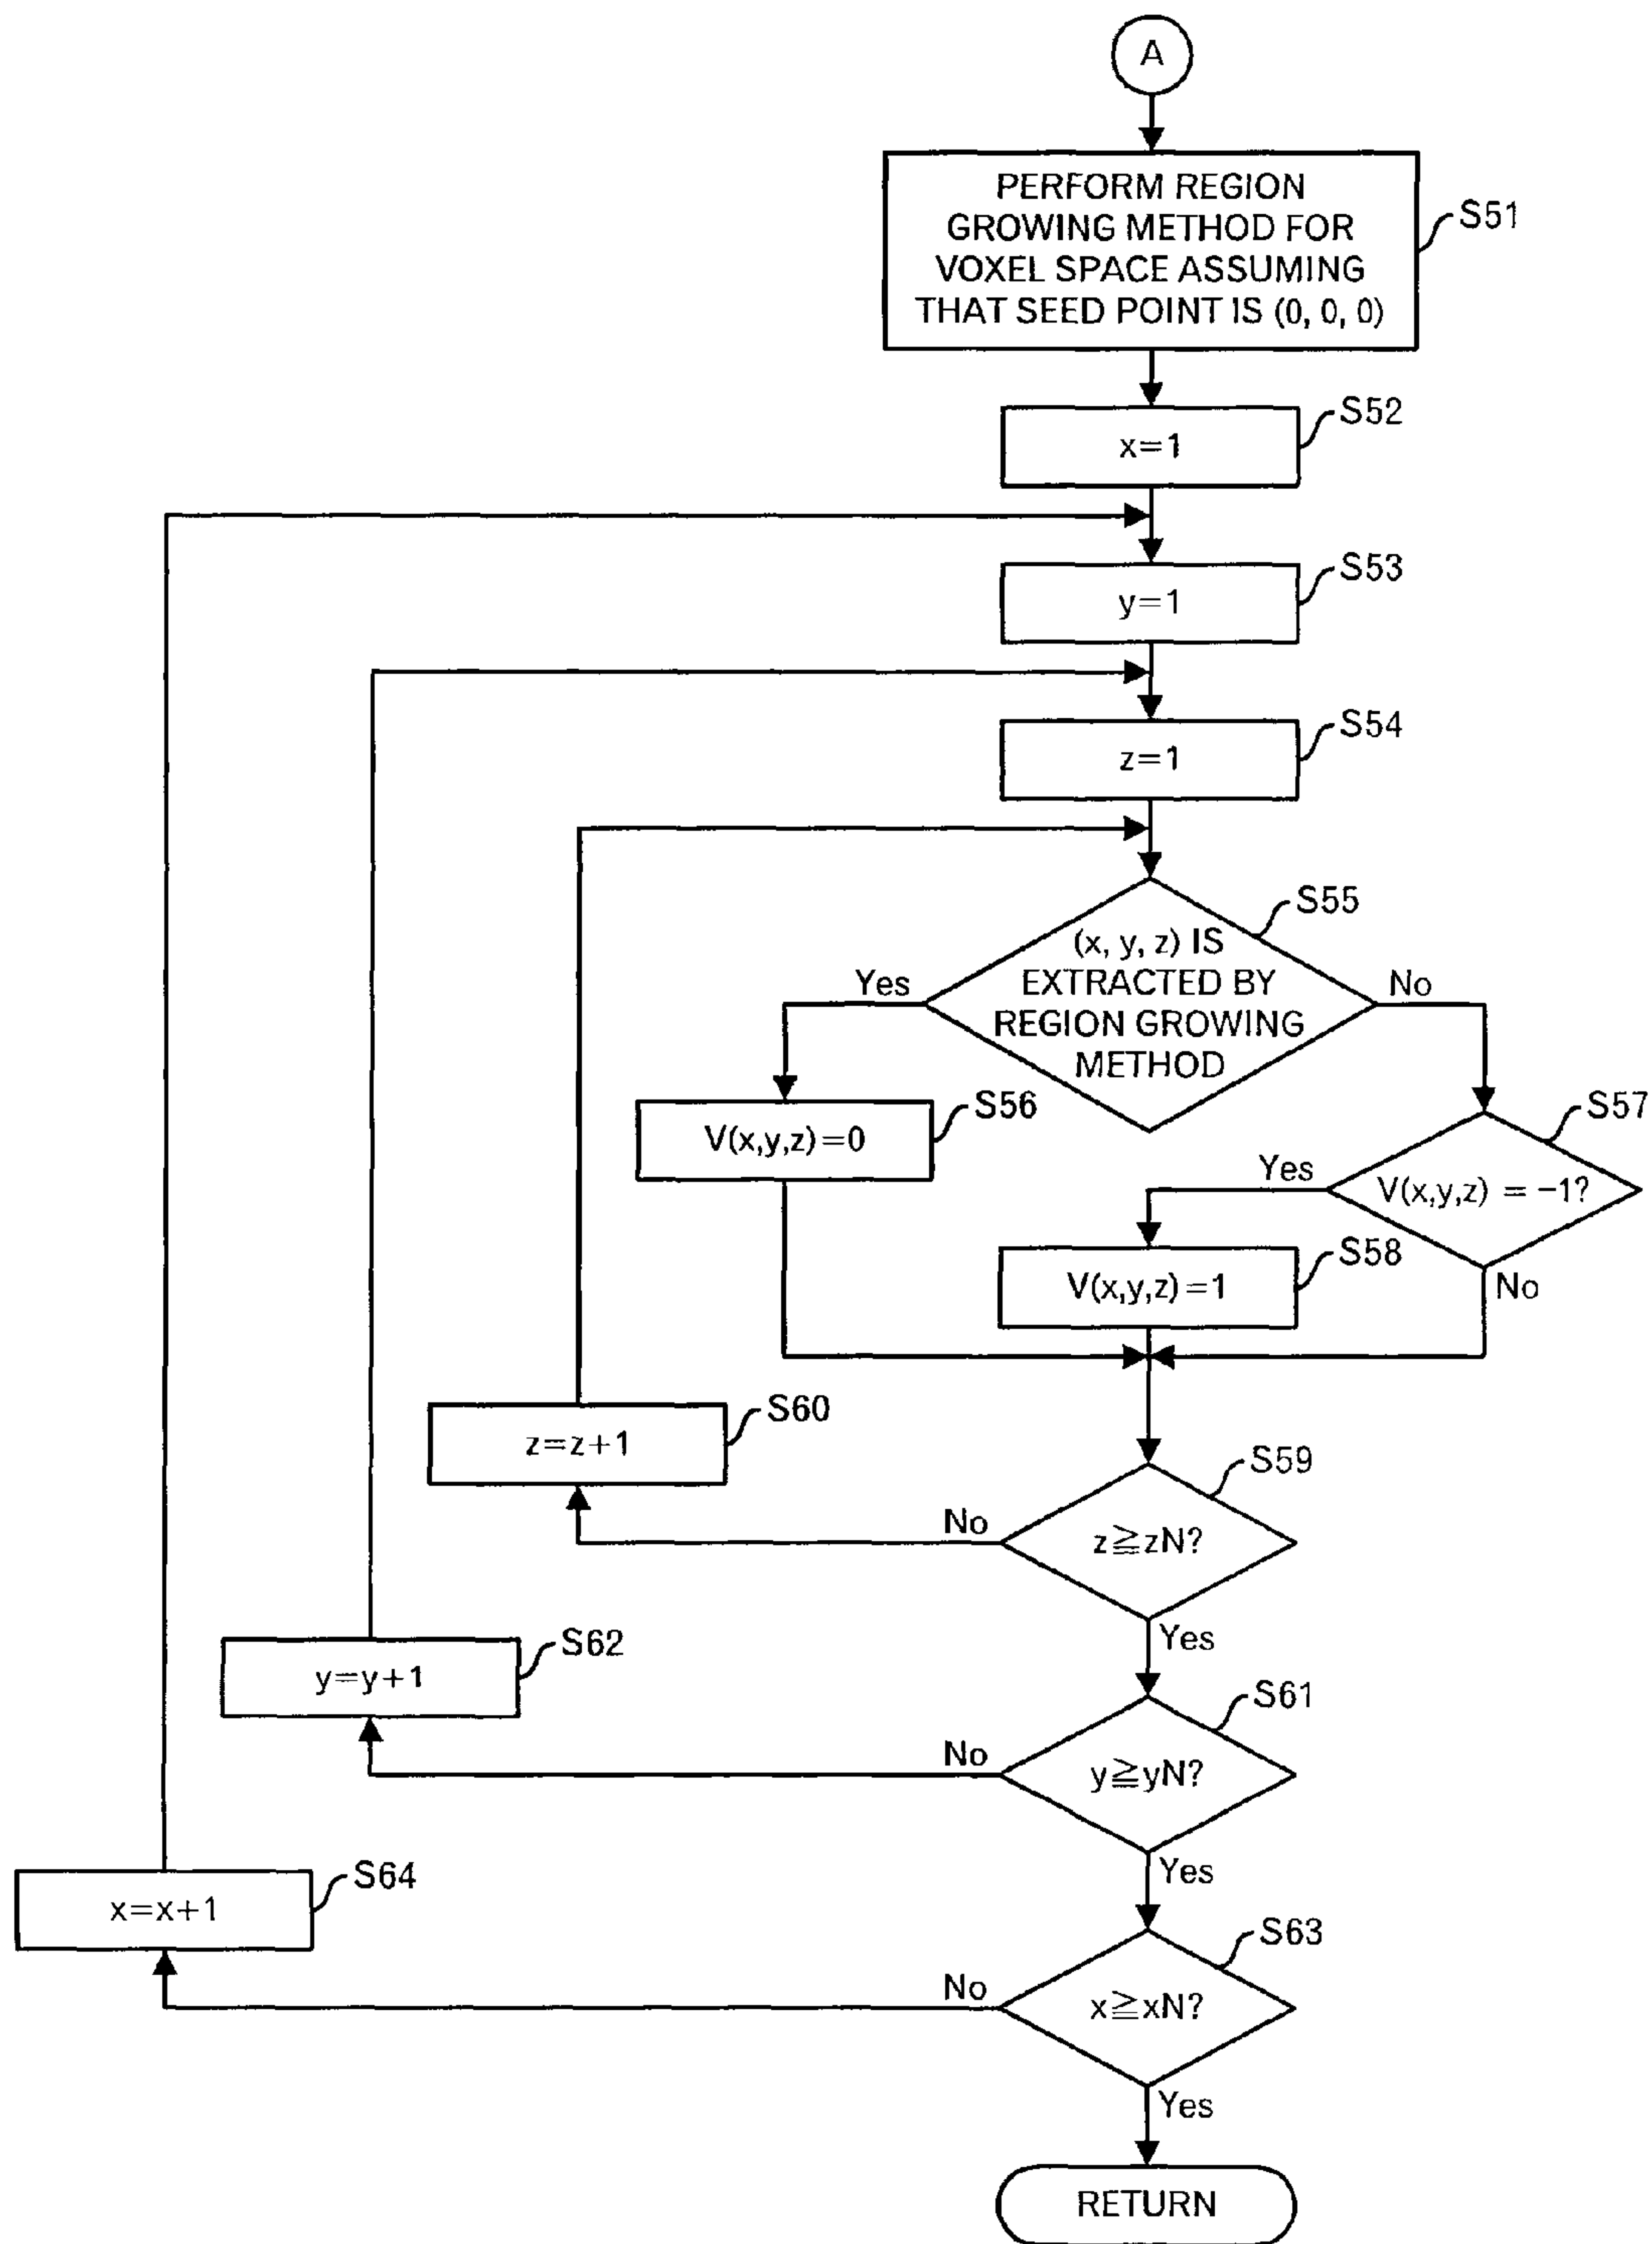 A
PERFORM REGION
GROWING METHOD FOR
VOXEL SPACE ASSUMING
THAT SEED POINT IS (0, 0, 0)
S51
S52
x=1
S53
y=1
S54
z=1
S55
(x, y, z) IS
EXTRACTED BY
REGION GROWING
METHOD
Yes
No
S56
V(x,y,z)=0
S57
V(x,y,z) = −1?
Yes
No
S58
V(x,y,z)=1
S60
z=z+1
S59
z≧zN?
No
Yes
S62
y=y+1
S61
y≧yN?
No
Yes
S64
x=x+1
S63
x≧xN?
No
Yes
RETURN